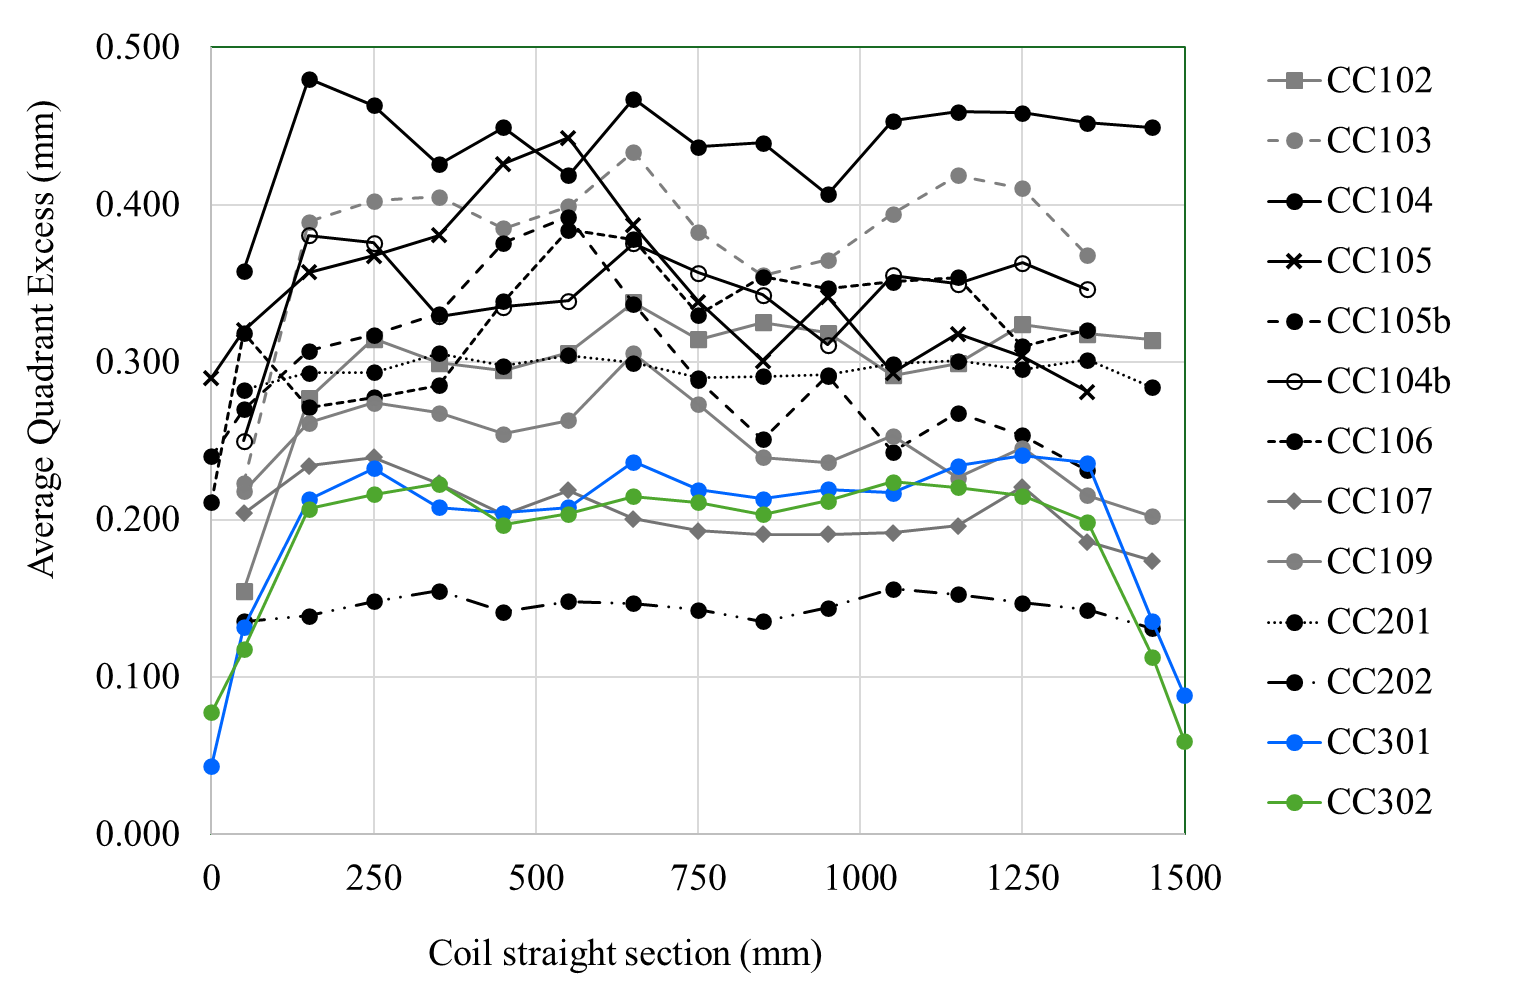 0.500
0.400
0.300
0.200
0.100
0.000
Average Quadrant Excess (mm)
0 250 500 750 1000 1250 1500
Coil straight section (mm)
CC102
CC103
CC104
CC105
CC105b
CC104b
CC106
CC107
CC109
CC201
CC202
CC301
CC302